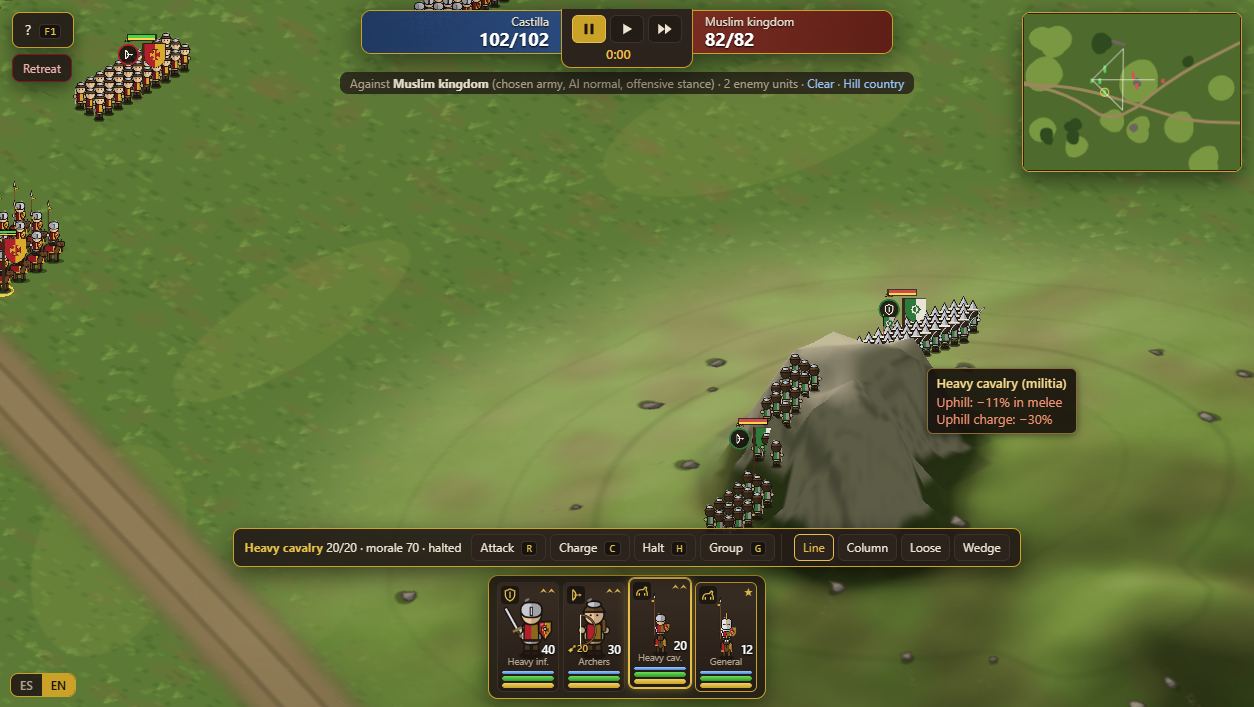 ? F1
Retreat
Castilla
102/102
0:00
Muslim kingdom
82/82
Against Muslim kingdom (chosen army, AI normal, offensive stance) · 2 enemy units · Clear · Hill country
Heavy cavalry (militia)
Uphill: −11% in melee
Uphill charge: −30%
Heavy cavalry 20/20 · morale 70 · halted
Attack R
Charge C
Halt H
Group G
Line
Column
Loose
Wedge
40
Heavy inf.
20
30
Archers
20
Heavy cav.
12
General
ES EN